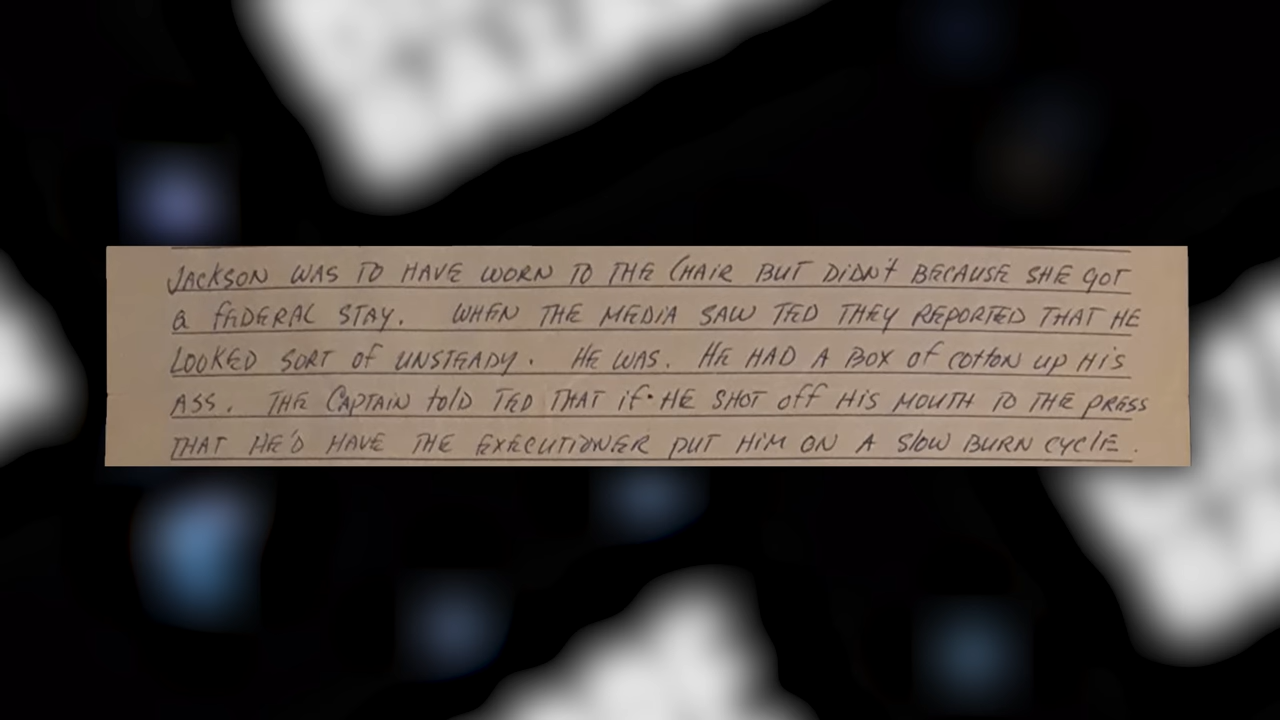 JACKSON WAS TO HAVE WORN TO THE CHAIR BUT DIDN't BECAUSE SHE GOT
a FEDERAL STAY. WHEN THE MEDIA SAW TED THEY REPORTED THAT HE
LOOKED SORT of UNSTEADY. HE WAS. HE HAD A BOX of cotton up His
ASS. THE CAPTAIN told TED THAT if HE SHOT off His MOUTH TO THE PRESS
THAT HE'D HAVE THE EXECUTIONER PUT HIM ON A Slow BURN CYCLE.